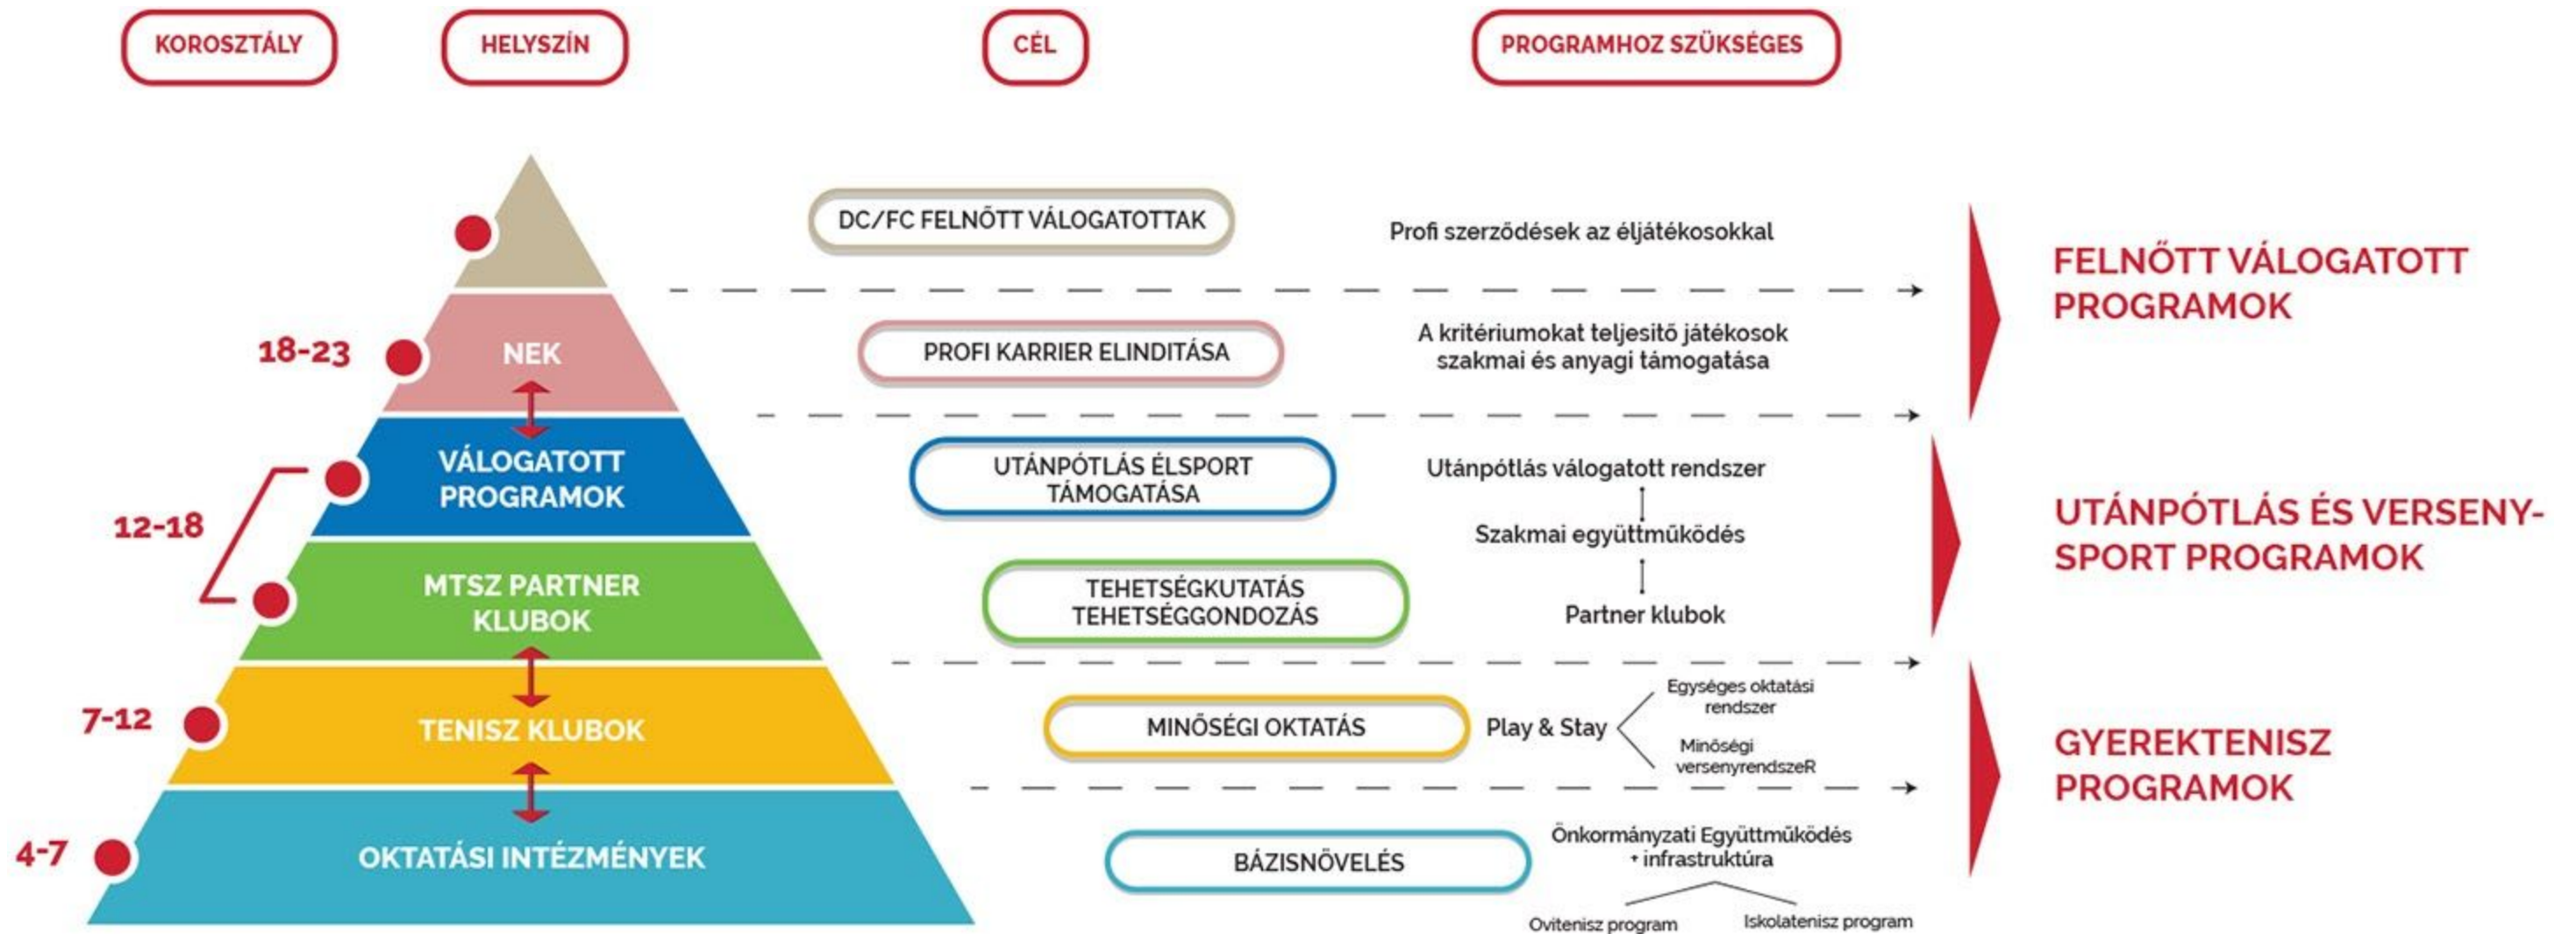 KOROSZTÁLY
HELYSZÍN
CÉL
PROGRAMHOZ SZÜKSÉGES
DC/FC FELNŐTT VÁLOGATOTTAK
Profi szerződések az éljátékosokkal
FELNŐTT VÁLOGATOTT
PROGRAMOK
18-23
NEK
PROFI KARRIER ELINDITÁSA
A kritériumokat teljesitő játékosok
szakmai és anyagi támogatása
12-18
VÁLOGATOTT
PROGRAMOK
UTÁNPÓTLÁS ÉLSPORT
TÁMOGATÁSA
Utánpótlás válogatott rendszer
Szakmai együttműködés
Partner klubok
UTÁNPÓTLÁS ÉS VERSENY-
SPORT PROGRAMOK
MTSZ PARTNER
KLUBOK
TEHETSÉGKUTATÁS
TEHETSÉGGONDOZÁS
7-12
TENISZ KLUBOK
MINŐSÉGI OKTATÁS
Play & Stay
Egységes oktatási
rendszer
Minőségi
versenyrendszeR
GYEREKTENISZ
PROGRAMOK
4-7
OKTATÁSI INTÉZMÉNYEK
BÁZISNÖVELÉS
Önkormányzati Együttműködés
+ infrastruktúra
Ovitenisz program
Iskolatenisz program